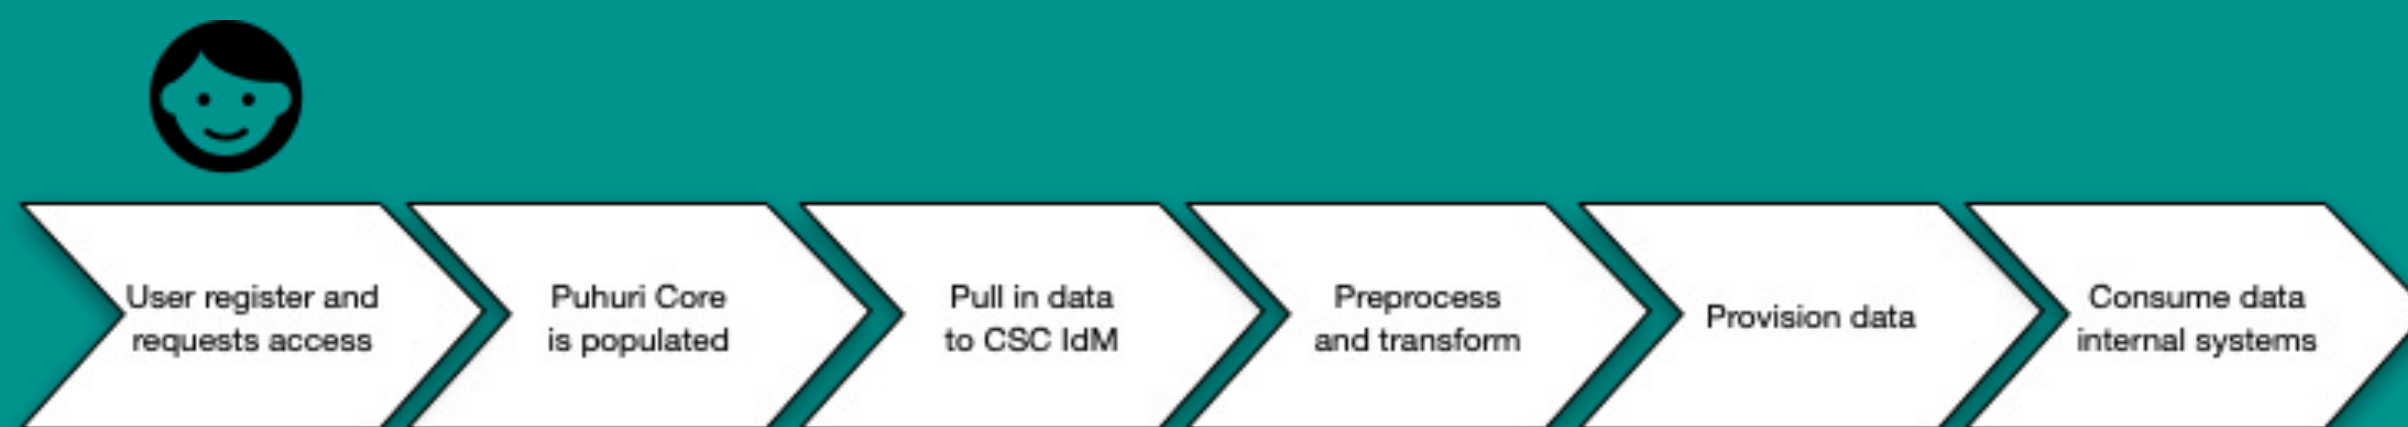 User register and
requests access
Puhuri Core
is populated
Pull in data
to CSC IdM
Preprocess
and transform
Provision data
Consume data
internal systems